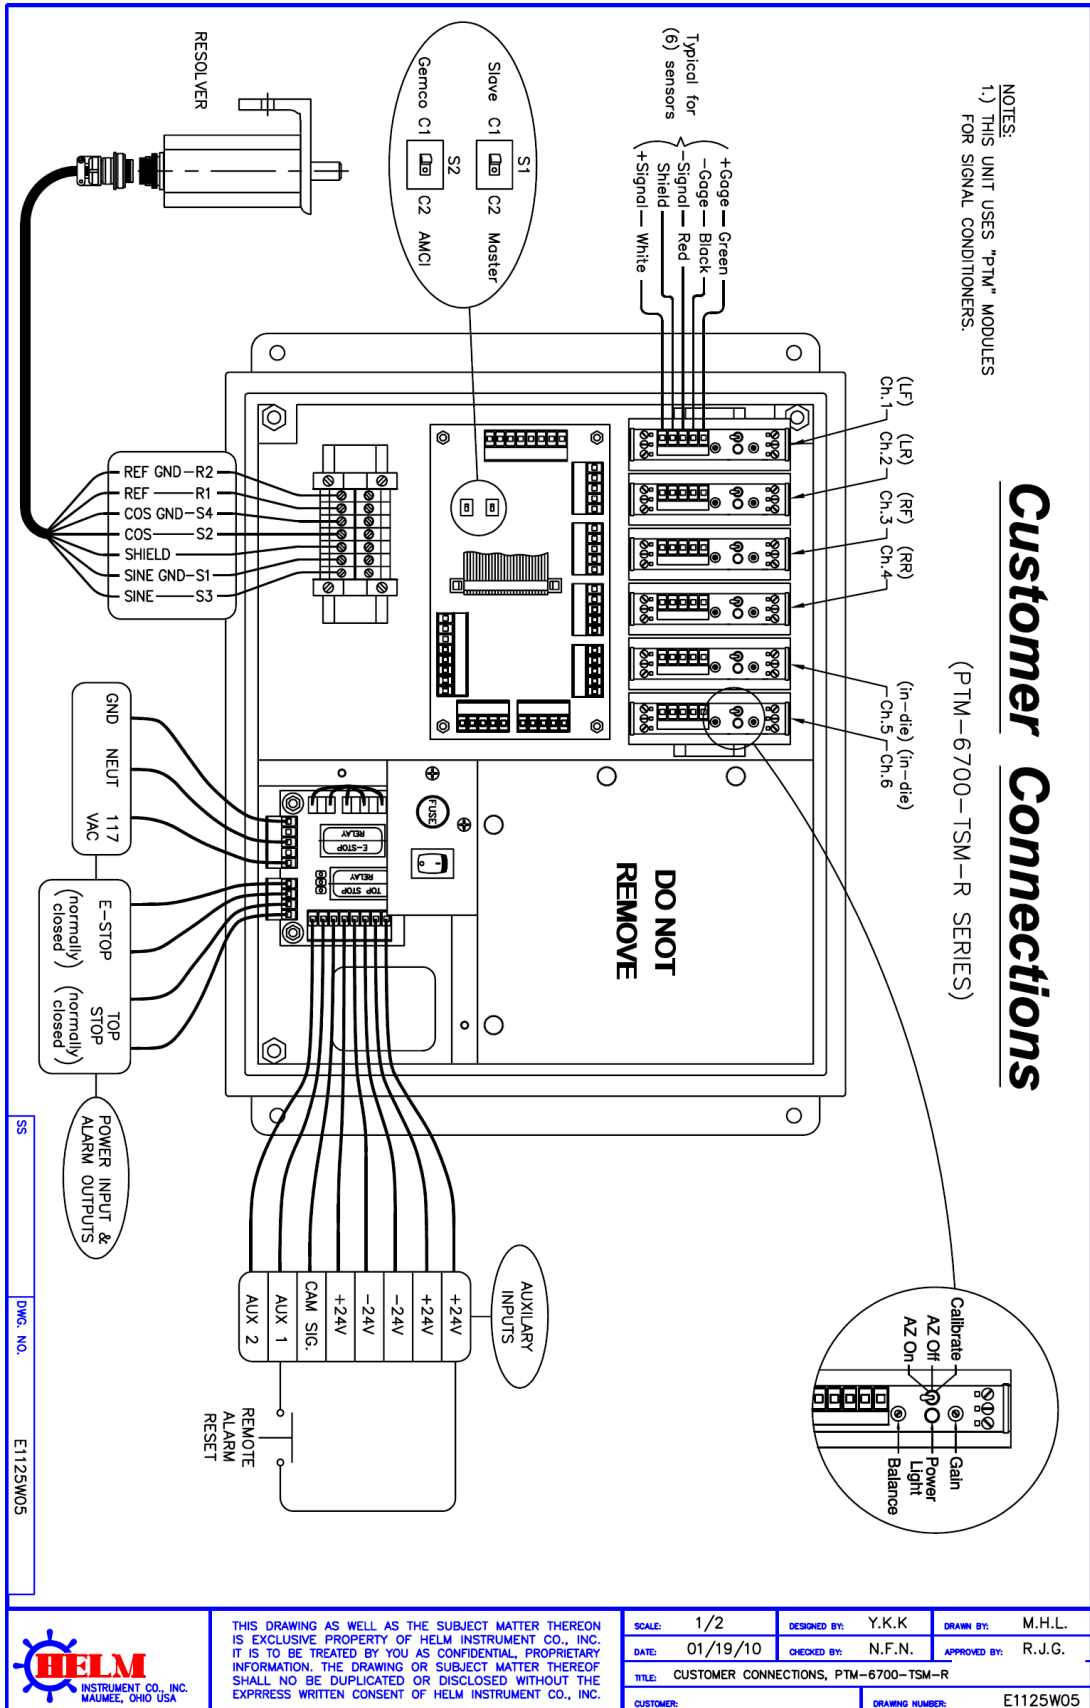 Customer Connections
(PTM-6700-TSM-R SERIES)
NOTES:
1.) THIS UNIT USES "PTM" MODULES
FOR SIGNAL CONDITIONERS.
Typical for
(6) sensors
+Gage Green
-Gage Black
-Signal Red
Shield
+Signal White
(LF)
Ch.1
(LR)
Ch.2
(RF)
Ch.3
(RR)
Ch.4
(in-die)
Ch.5
(in-die)
Ch.6
Calibrate
AZ Off
AZ On
Gain
Power
Light
Balance
S1
Slave C1 C2 Master
S2
Gemco C1 C2 AMCI
RESOLVER
REF GND-R2
REF R1
COS GND-S4
COS S2
SHIELD
SINE GND-S1
SINE S3
DO NOT
REMOVE
FUSE
E-STOP
RELAY
TOP STOP
RELAY
GND NEUT 117
VAC
E-STOP
(normally
closed)
TOP
STOP
(normally
closed)
POWER INPUT &
ALARM OUTPUTS
AUXILARY
INPUTS
+24V
+24V
-24V
-24V
+24V
CAM SIG.
AUX 1
AUX 2
REMOTE
ALARM
RESET
SS
DWG. NO.
E1125W05
HELM
INSTRUMENT CO., INC.
MAUMEE, OHIO USA
THIS DRAWING AS WELL AS THE SUBJECT MATTER THEREON
IS EXCLUSIVE PROPERTY OF HELM INSTRUMENT CO., INC.
IT IS TO BE TREATED BY YOU AS CONFIDENTIAL, PROPRIETARY
INFORMATION. THE DRAWING OR SUBJECT MATTER THEREOF
SHALL NO BE DUPLICATED OR DISCLOSED WITHOUT THE
EXPRRESS WRITTEN CONSENT OF HELM INSTRUMENT CO., INC.
SCALE: 1/2
DESIGNED BY: Y.K.K
DRAWN BY: M.H.L.
DATE: 01/19/10
CHECKED BY: N.F.N.
APPROVED BY: R.J.G.
TITLE: CUSTOMER CONNECTIONS, PTM-6700-TSM-R
CUSTOMER:
DRAWING NUMBER: E1125W05